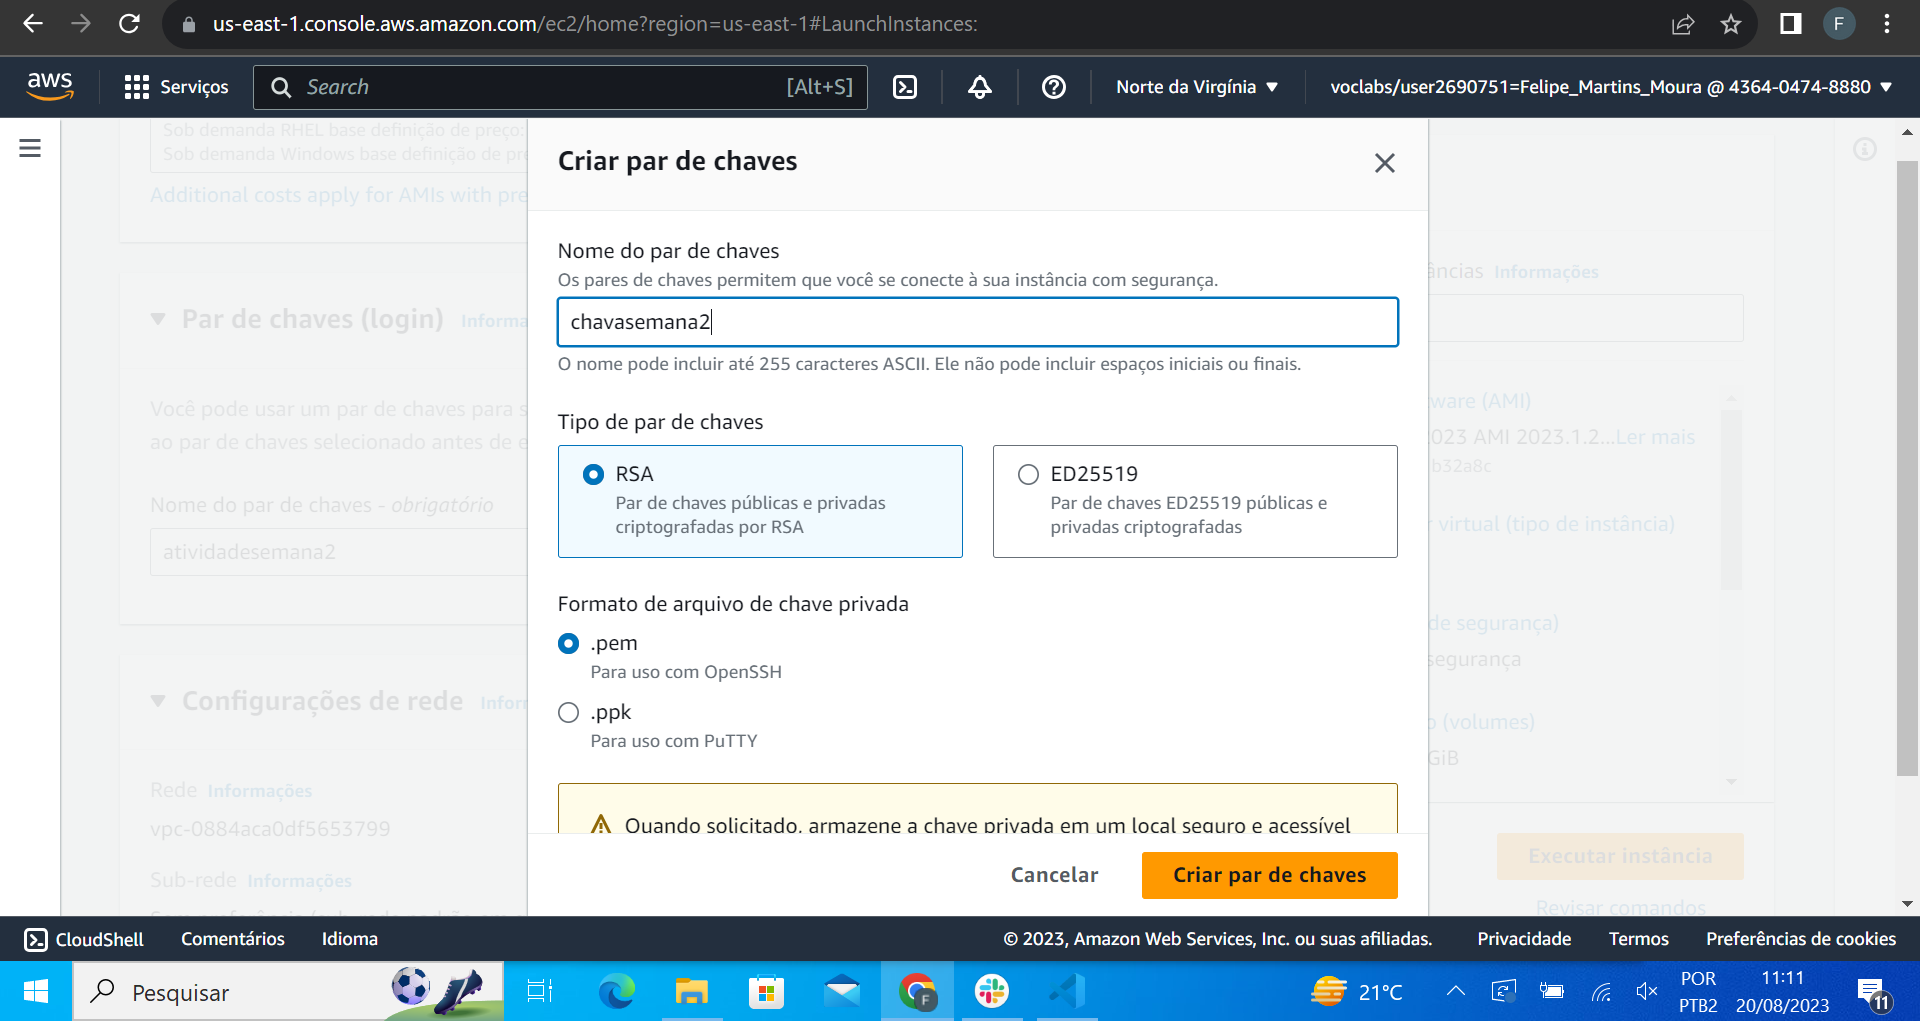 us-east-1.console.aws.amazon.com/ec2/home?region=us-east-1#LaunchInstances:
F
aws
Serviços
Search
[Alt+S]
Norte da Virgínia
voclabs/user2690751=Felipe_Martins_Moura @ 4364-0474-8880
Sob demanda RHEL base definição de preço:
Sob demanda Windows base definição de
Additional costs apply for AMIs with
Criar par de chaves
Nome do par de chaves
Os pares de chaves permitem que você se conecte à sua instância com segurança.
chavasemana2
O nome pode incluir até 255 caracteres ASCII. Ele não pode incluir espaços iniciais ou finais.
Tipo de par de chaves
RSA
Par de chaves públicas e privadas
criptografadas por RSA
ED25519
Par de chaves ED25519 públicas e
privadas criptografadas
Formato de arquivo de chave privada
.pem
Para uso com OpenSSH
.ppk
Para uso com PuTTY
Quando solicitado, armazene a chave privada em um local seguro e acessível
Cancelar
Criar par de chaves
Par de chaves (login)
Você pode usar um par de chaves para
ao par de chaves selecionado antes de
Nome do par de chaves - obrigatório
atividadesemana2
Configurações de rede
Rede Informações
vpc-0884aca0df5653799
Sub-rede Informações
Informações
(AMI)
AMI 2023.1.2...Ler mais
virtual (tipo de instância)
de segurança)
segurança
(volumes)
GiB
Executar instância
Revisar comandos
CloudShell
Comentários
Idioma
© 2023, Amazon Web Services, Inc. ou suas afiliadas.
Privacidade
Termos
Preferências de cookies
Pesquisar
F
21°C
POR
PTB2
11:11
20/08/2023
11